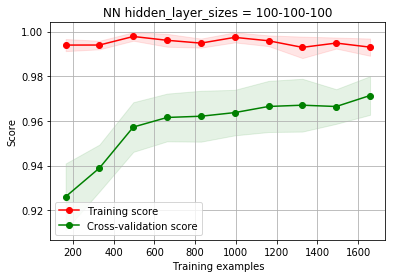 NN hidden_layer_sizes = 100-100-100
1.00
0.98
0.96
0.94
0.92
Score
Training score
Cross-validation score
200 400 600 800 1000 1200 1400 1600
Training examples